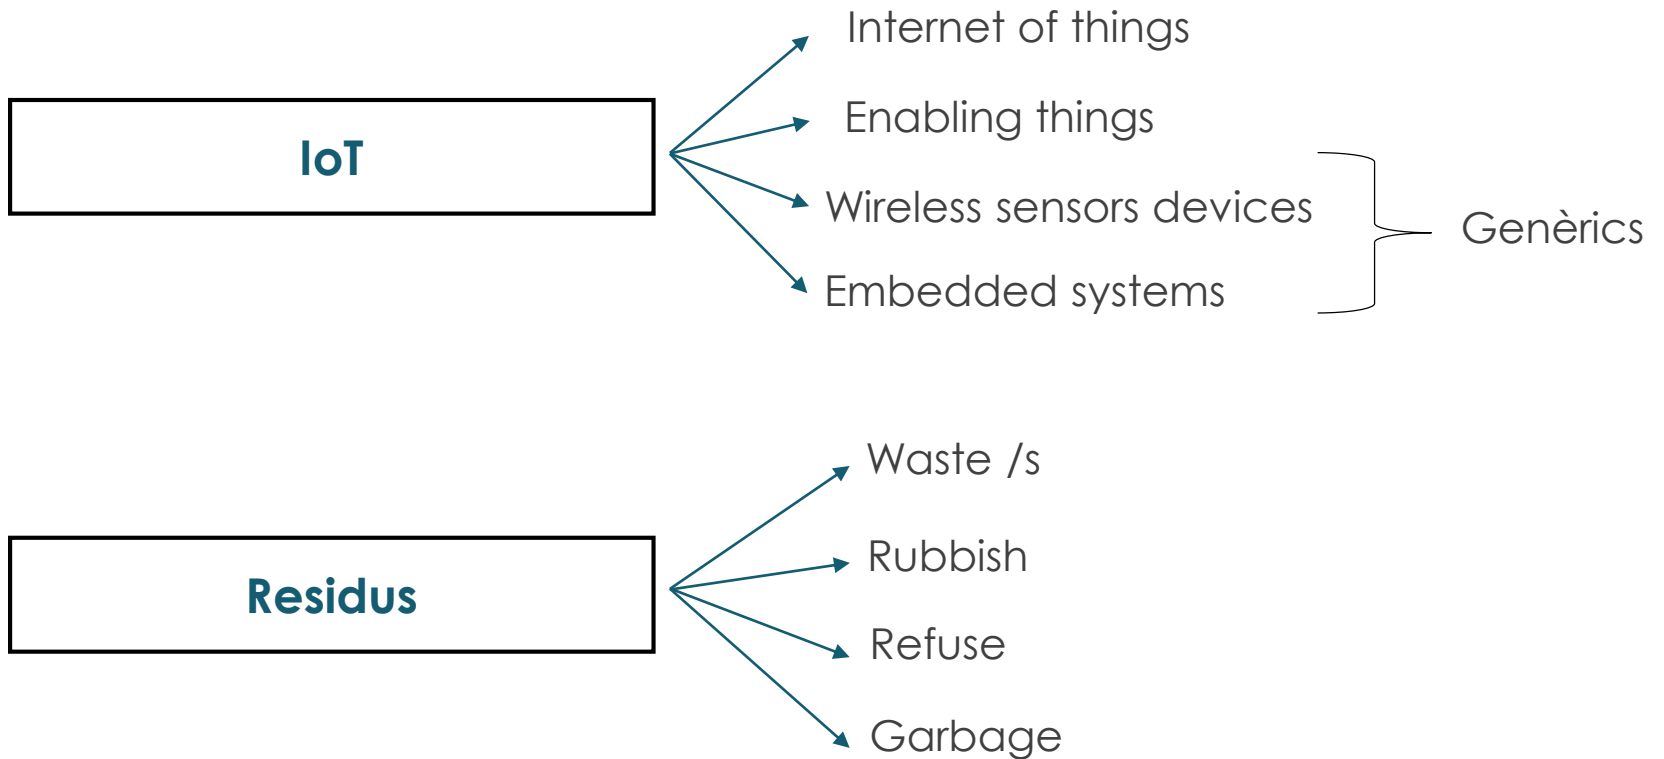 IoT
Internet of things
Enabling things
Wireless sensors devices
Embedded systems
Genèrics
Residus
Waste /s
Rubbish
Refuse
Garbage